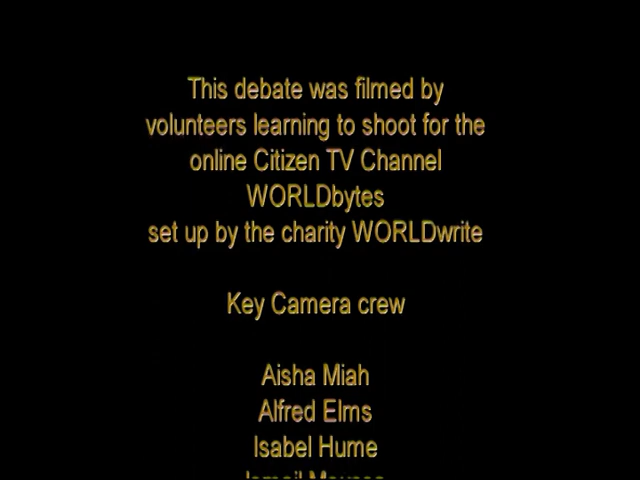 This debate was filmed by
volunteers learning to shoot for the
online Citizen TV Channel
WORLDbytes
set up by the charity WORLDwrite
Key Camera crew
Aisha Miah
Alfred Elms
Isabel Hume